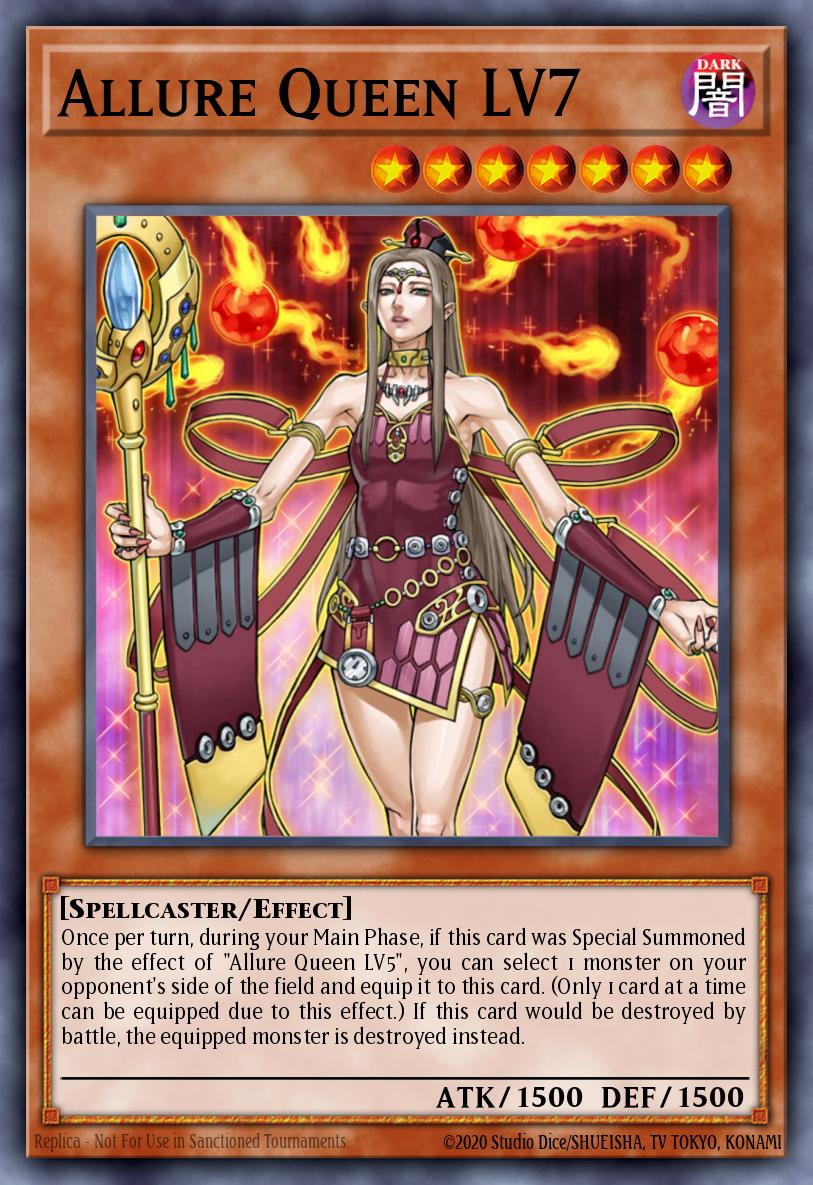 Allure Queen LV7
DARK
闇
[Spellcaster/Effect]
Once per turn, during your Main Phase, if this card was Special Summoned
by the effect of "Allure Queen LV5", you can select 1 monster on your
opponent's side of the field and equip it to this card. (Only 1 card at a time
can be equipped due to this effect.) If this card would be destroyed by
battle, the equipped monster is destroyed instead.
ATK/1500 DEF/1500
Replica - Not For Use in Sanctioned Tournaments.
©2020 Studio Dice/SHUEISHA, TV TOKYO, KONAMI